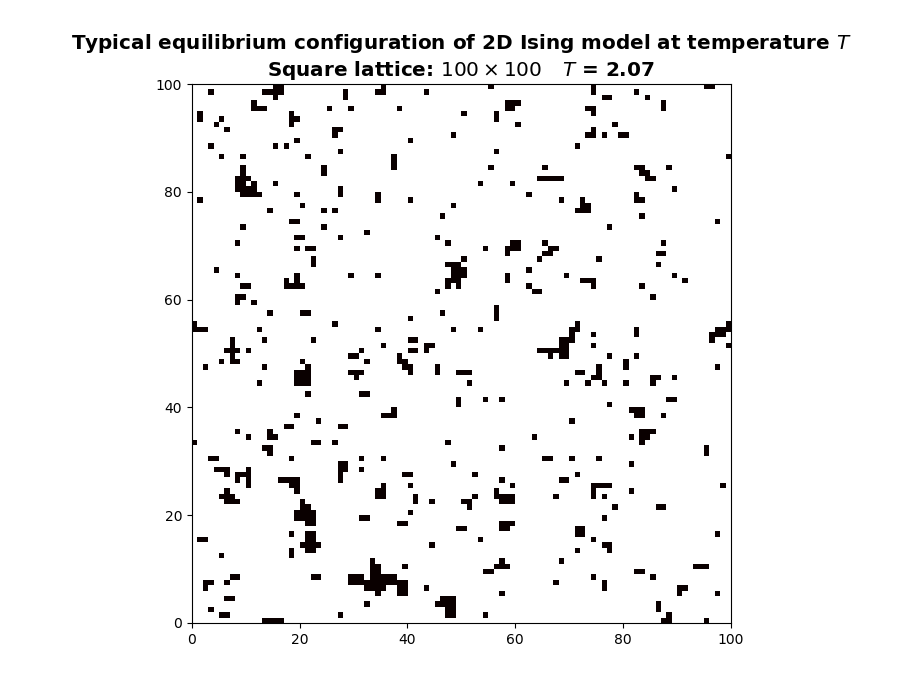 Typical equilibrium configuration of 2D Ising model at temperature T
Square lattice: 100 × 100 T = 2.07
100
80
60
40
20
0
0 20 40 60 80 100